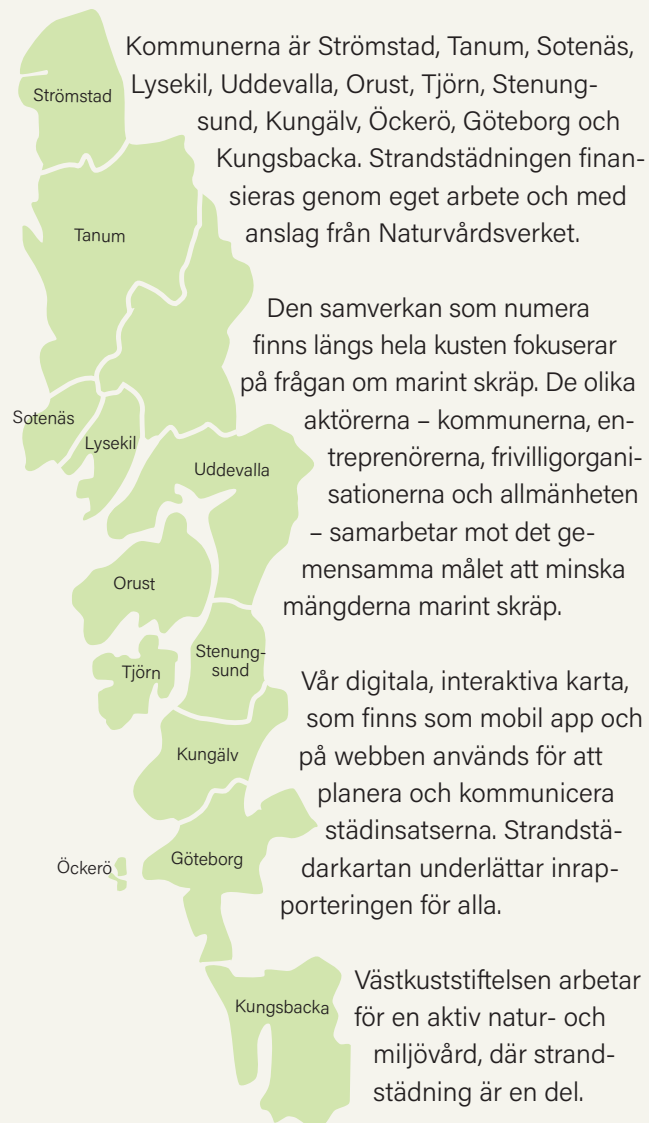 Kommunerna är Strömstad, Tanum, Sotenäs,
Lysekil, Uddevalla, Orust, Tjörn, Stenung-
sund, Kungälv, Öckerö, Göteborg och
Kungsbacka. Strandstädningen finan-
sieras genom eget arbete och med
anslag från Naturvårdsverket.
Den samverkan som numera
finns längs hela kusten fokuserar
på frågan om marint skräp. De olika
aktörerna – kommunerna, en-
treprenörerna, frivilligorgani-
sationerna och allmänheten
– samarbetar mot det ge-
mensamma målet att minska
mängderna marint skräp.
Vår digitala, interaktiva karta,
som finns som mobil app och
på webben används för att
planera och kommunicera
städinsatserna. Strandstä-
darkartan underlättar inrap-
porteringen för alla.
Västkuststiftelsen arbetar
för en aktiv natur- och
miljövård, där strand-
städning är en del.
Strömstad
Tanum
Sotenäs
Lysekil
Uddevalla
Orust
Tjörn
Stenung-
sund
Kungälv
Öckerö
Göteborg
Kungsbacka